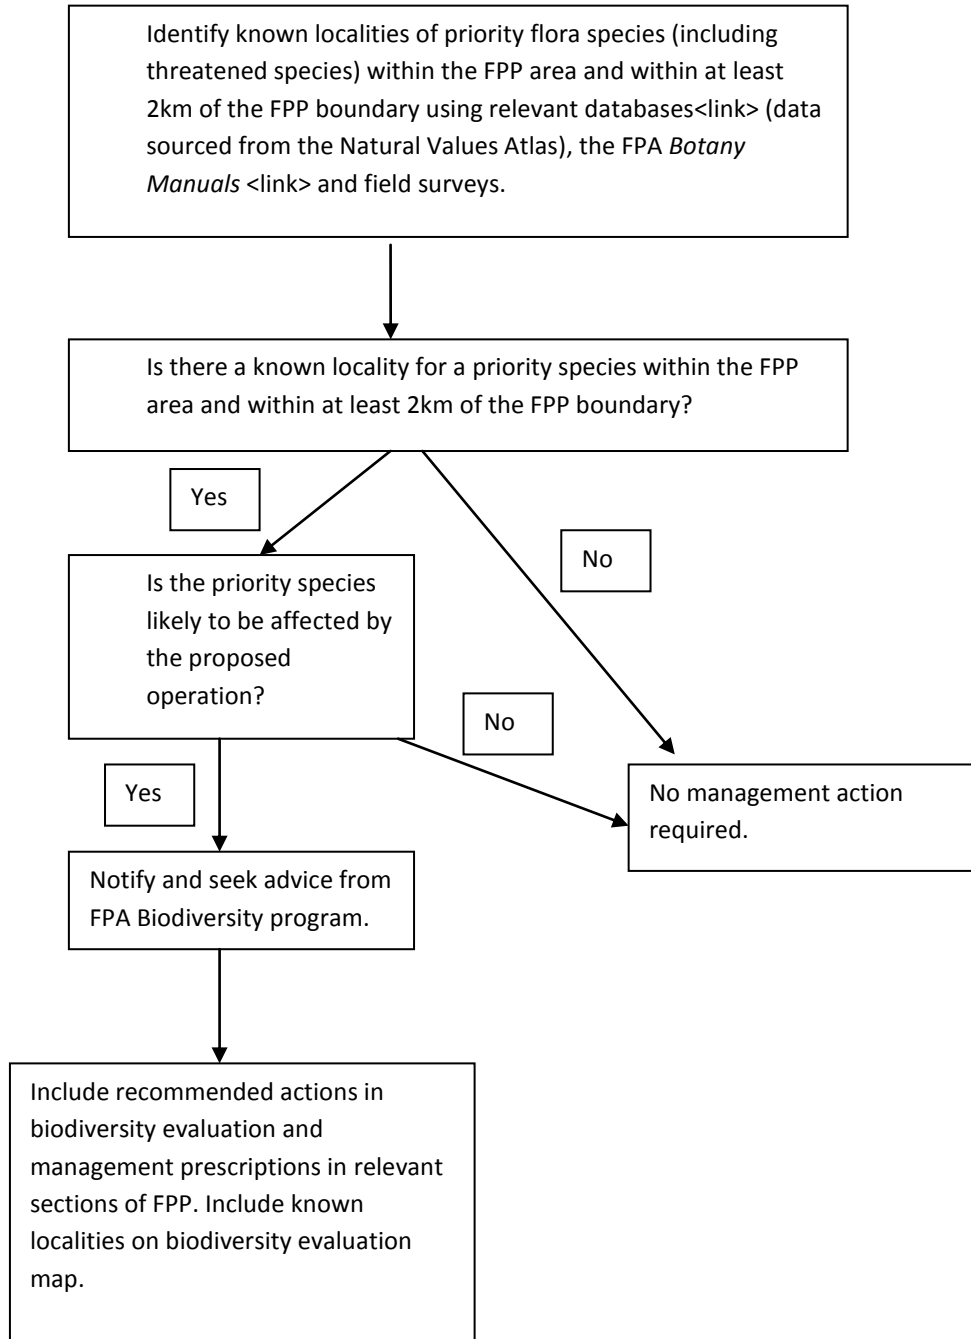 Identify known localities of priority flora species (including
threatened species) within the FPP area and within at least
2km of the FPP boundary using relevant databases<link> (data
sourced from the Natural Values Atlas), the FPA Botany
Manuals <link> and field surveys.
Is there a known locality for a priority species within the FPP
area and within at least 2km of the FPP boundary?
Yes
No
Is the priority species
likely to be affected by
the proposed
operation?
No
Yes
No management action
required.
Notify and seek advice from
FPA Biodiversity program.
Include recommended actions in
biodiversity evaluation and
management prescriptions in relevant
sections of FPP. Include known
localities on biodiversity evaluation
map.